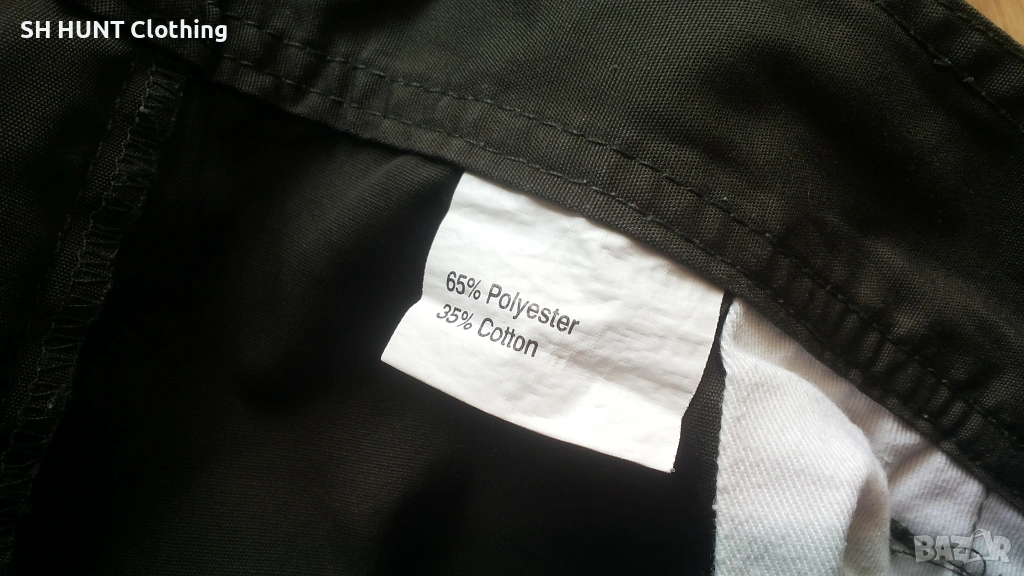 SH HUNT Clothing
65% Polyester
35% Cotton
BAZAR